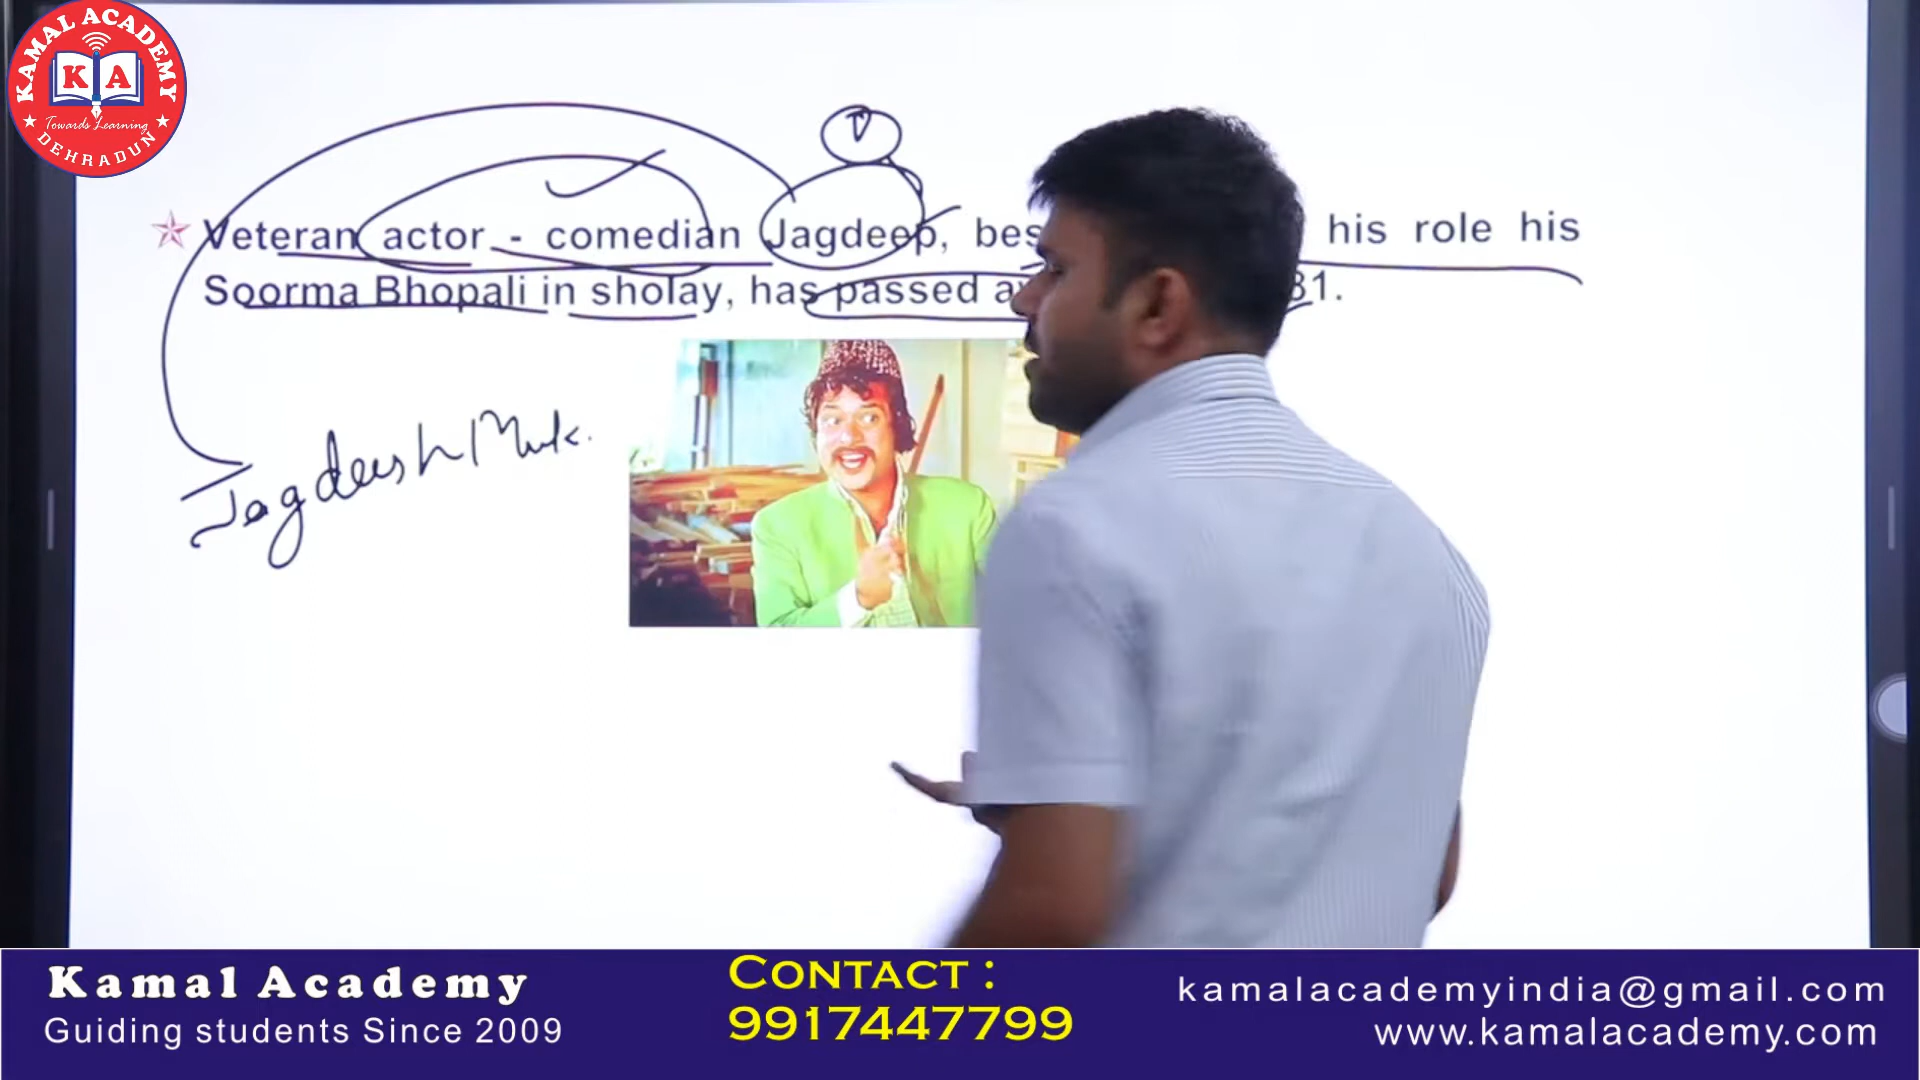 KAMAL ACADEMY
K A
Towards Learning
DEHRADUN
Veteran actor - comedian Jagdeep, bes his role his
Soorma Bhopali in sholay, has passed a 81.
Jagdeesh
Kamal Academy
Guiding students Since 2009
CONTACT :
9917447799
kamalacademyindia@gmail.com
www.kamalacademy.com